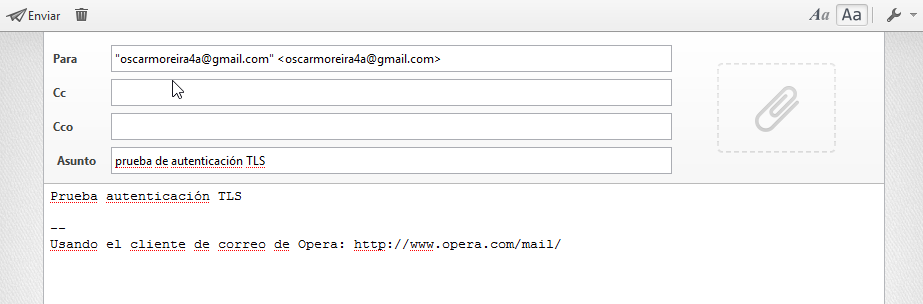 Enviar
Aa Aa
Para "oscarmoreira4a@gmail.com" <oscarmoreira4a@gmail.com>
Cc
Cco
Asunto prueba de autenticación TLS
Prueba autenticación TLS
--
Usando el cliente de correo de Opera: http://www.opera.com/mail/